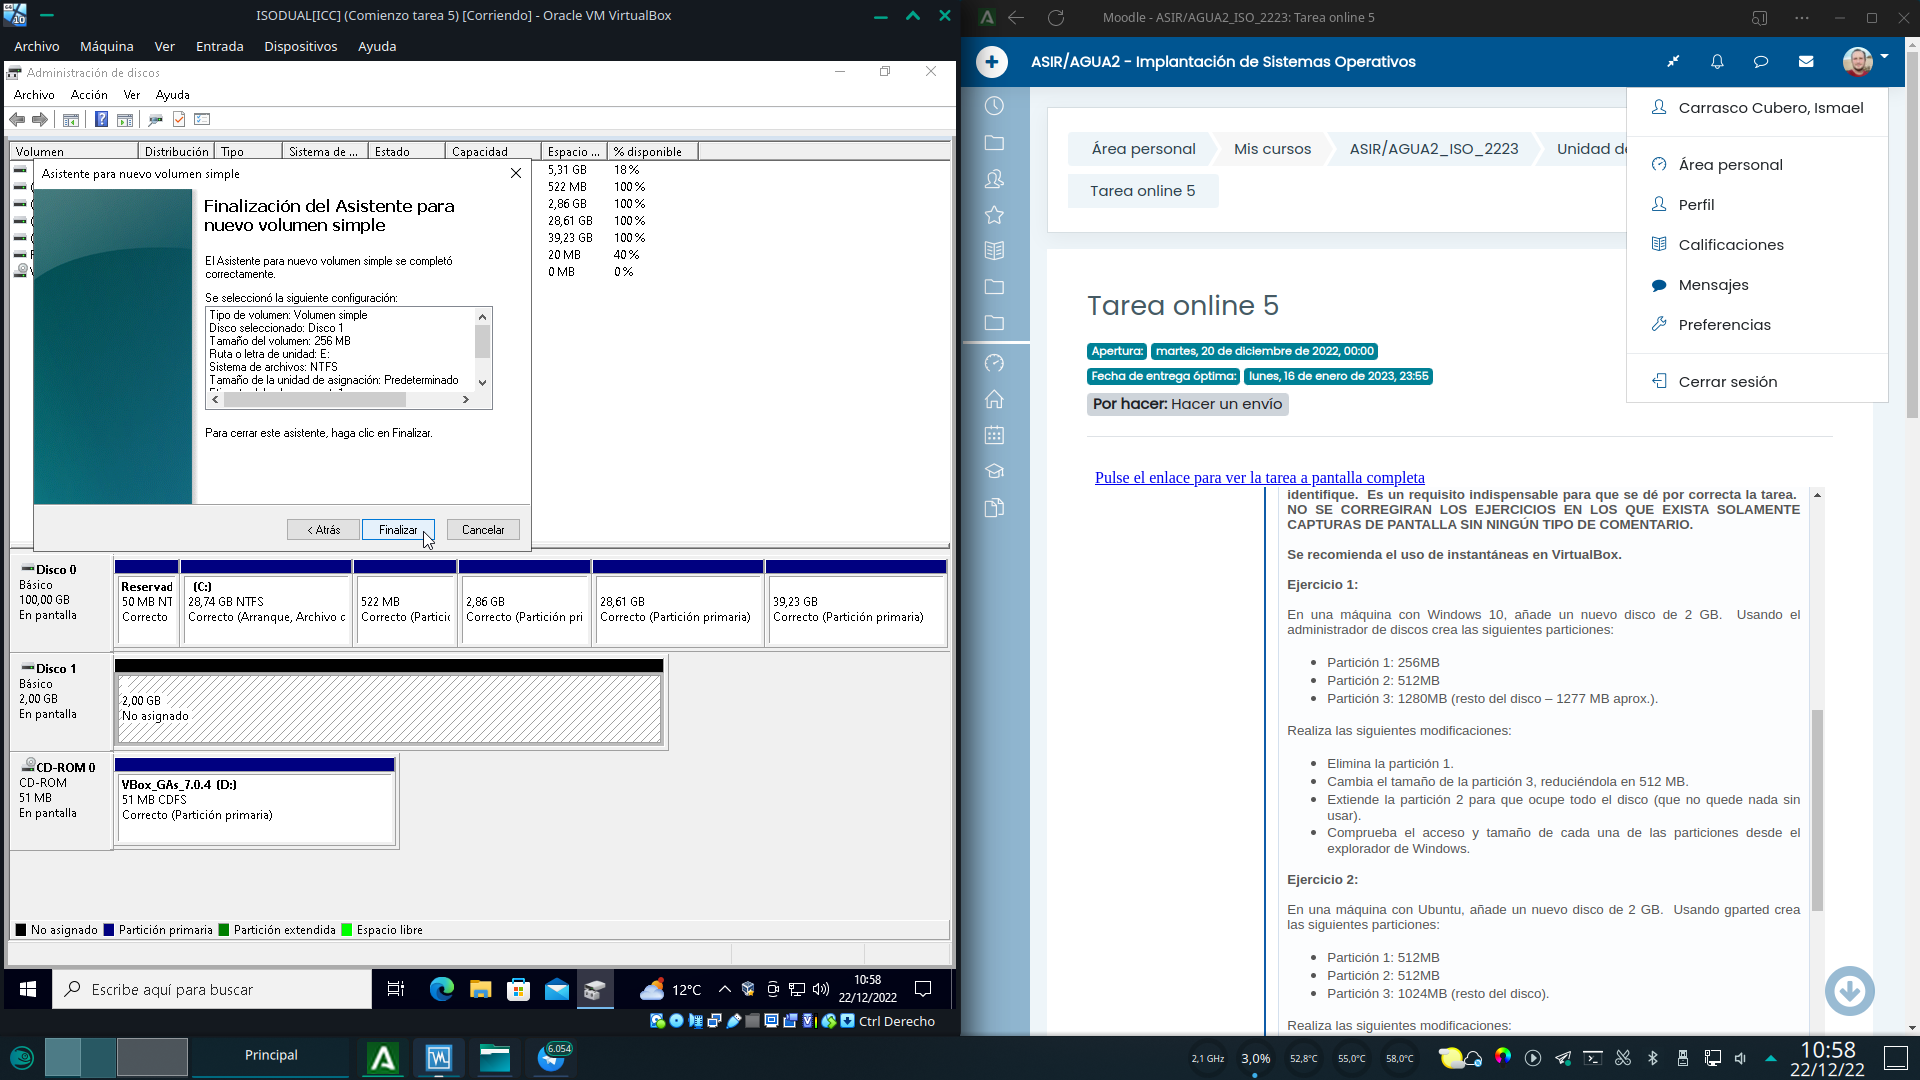 ISODUAL[ICC] (Comienzo tarea 5) [Corriendo] - Oracle VM VirtualBox
Archivo Máquina Ver Entrada Dispositivos Ayuda
Administración de discos
Archivo Acción Ver Ayuda
Volumen Distribución Tipo Sistema de ... Estado Capacidad Espacio ... % disponible
5,31 GB 18 %
522 MB 100 %
2,86 GB 100 %
28,61 GB 100 %
39,23 GB 100 %
20 MB 40 %
0 MB 0 %
Asistente para nuevo volumen simple
Finalización del Asistente para
nuevo volumen simple
El Asistente para nuevo volumen simple se completó
correctamente.
Se seleccionó la siguiente configuración:
Tipo de volumen: Volumen simple
Disco seleccionado: Disco 1
Tamaño del volumen: 256 MB
Ruta o letra de unidad: E:
Sistema de archivos: NTFS
Tamaño de la unidad de asignación: Predeterminado
Para cerrar este asistente, haga clic en Finalizar.
< Atrás Finalizar Cancelar
Disco 0
Básico
100,00 GB
En pantalla
Reservad
50 MB NT
Correcto
(C:)
28,74 GB NTFS
Correcto (Arranque, Archivo c
522 MB
Correcto (Partici
2,86 GB
Correcto (Partición pri
28,61 GB
Correcto (Partición primaria)
39,23 GB
Correcto (Partición primaria)
Disco 1
Básico
2,00 GB
En pantalla
2,00 GB
No asignado
CD-ROM 0
CD-ROM
51 MB
En pantalla
VBox_GAs_7.0.4 (D:)
51 MB CDFS
Correcto (Partición primaria)
No asignado Partición primaria Partición extendida Espacio libre
Escribe aquí para buscar
12°C
10:58
22/12/2022
Ctrl Derecho
Moodle - ASIR/AGUA2_ISO_2223: Tarea online 5
ASIR/AGUA2 - Implantación de Sistemas Operativos
Área personal Mis cursos ASIR/AGUA2_ISO_2223 Unidad de
Tarea online 5
Carrasco Cubero, Ismael
Área personal
Perfil
Calificaciones
Mensajes
Preferencias
Cerrar sesión
Tarea online 5
Apertura: martes, 20 de diciembre de 2022, 00:00
Fecha de entrega óptima: lunes, 16 de enero de 2023, 23:55
Por hacer: Hacer un envío
Pulse el enlace para ver la tarea a pantalla completa
identifique. Es un requisito indispensable para que se dé por correcta la tarea.
NO SE CORREGIRAN LOS EJERCICIOS EN LOS QUE EXISTA SOLAMENTE
CAPTURAS DE PANTALLA SIN NINGÚN TIPO DE COMENTARIO.
Se recomienda el uso de instantáneas en VirtualBox.
Ejercicio 1:
En una máquina con Windows 10, añade un nuevo disco de 2 GB. Usando el
administrador de discos crea las siguientes particiones:
Partición 1: 256MB
Partición 2: 512MB
Partición 3: 1280MB (resto del disco – 1277 MB aprox.).
Realiza las siguientes modificaciones:
Elimina la partición 1.
Cambia el tamaño de la partición 3, reduciéndola en 512 MB.
Extiende la partición 2 para que ocupe todo el disco (que no quede nada sin
usar).
Comprueba el acceso y tamaño de cada una de las particiones desde el
explorador de Windows.
Ejercicio 2:
En una máquina con Ubuntu, añade un nuevo disco de 2 GB. Usando gparted crea
las siguientes particiones:
Partición 1: 512MB
Partición 2: 512MB
Partición 3: 1024MB (resto del disco).
Realiza las siguientes modificaciones:
Principal
6.054
2,1 GHz 3,0% 52,8°C 55,0°C 58,0°C
10:58
22/12/22